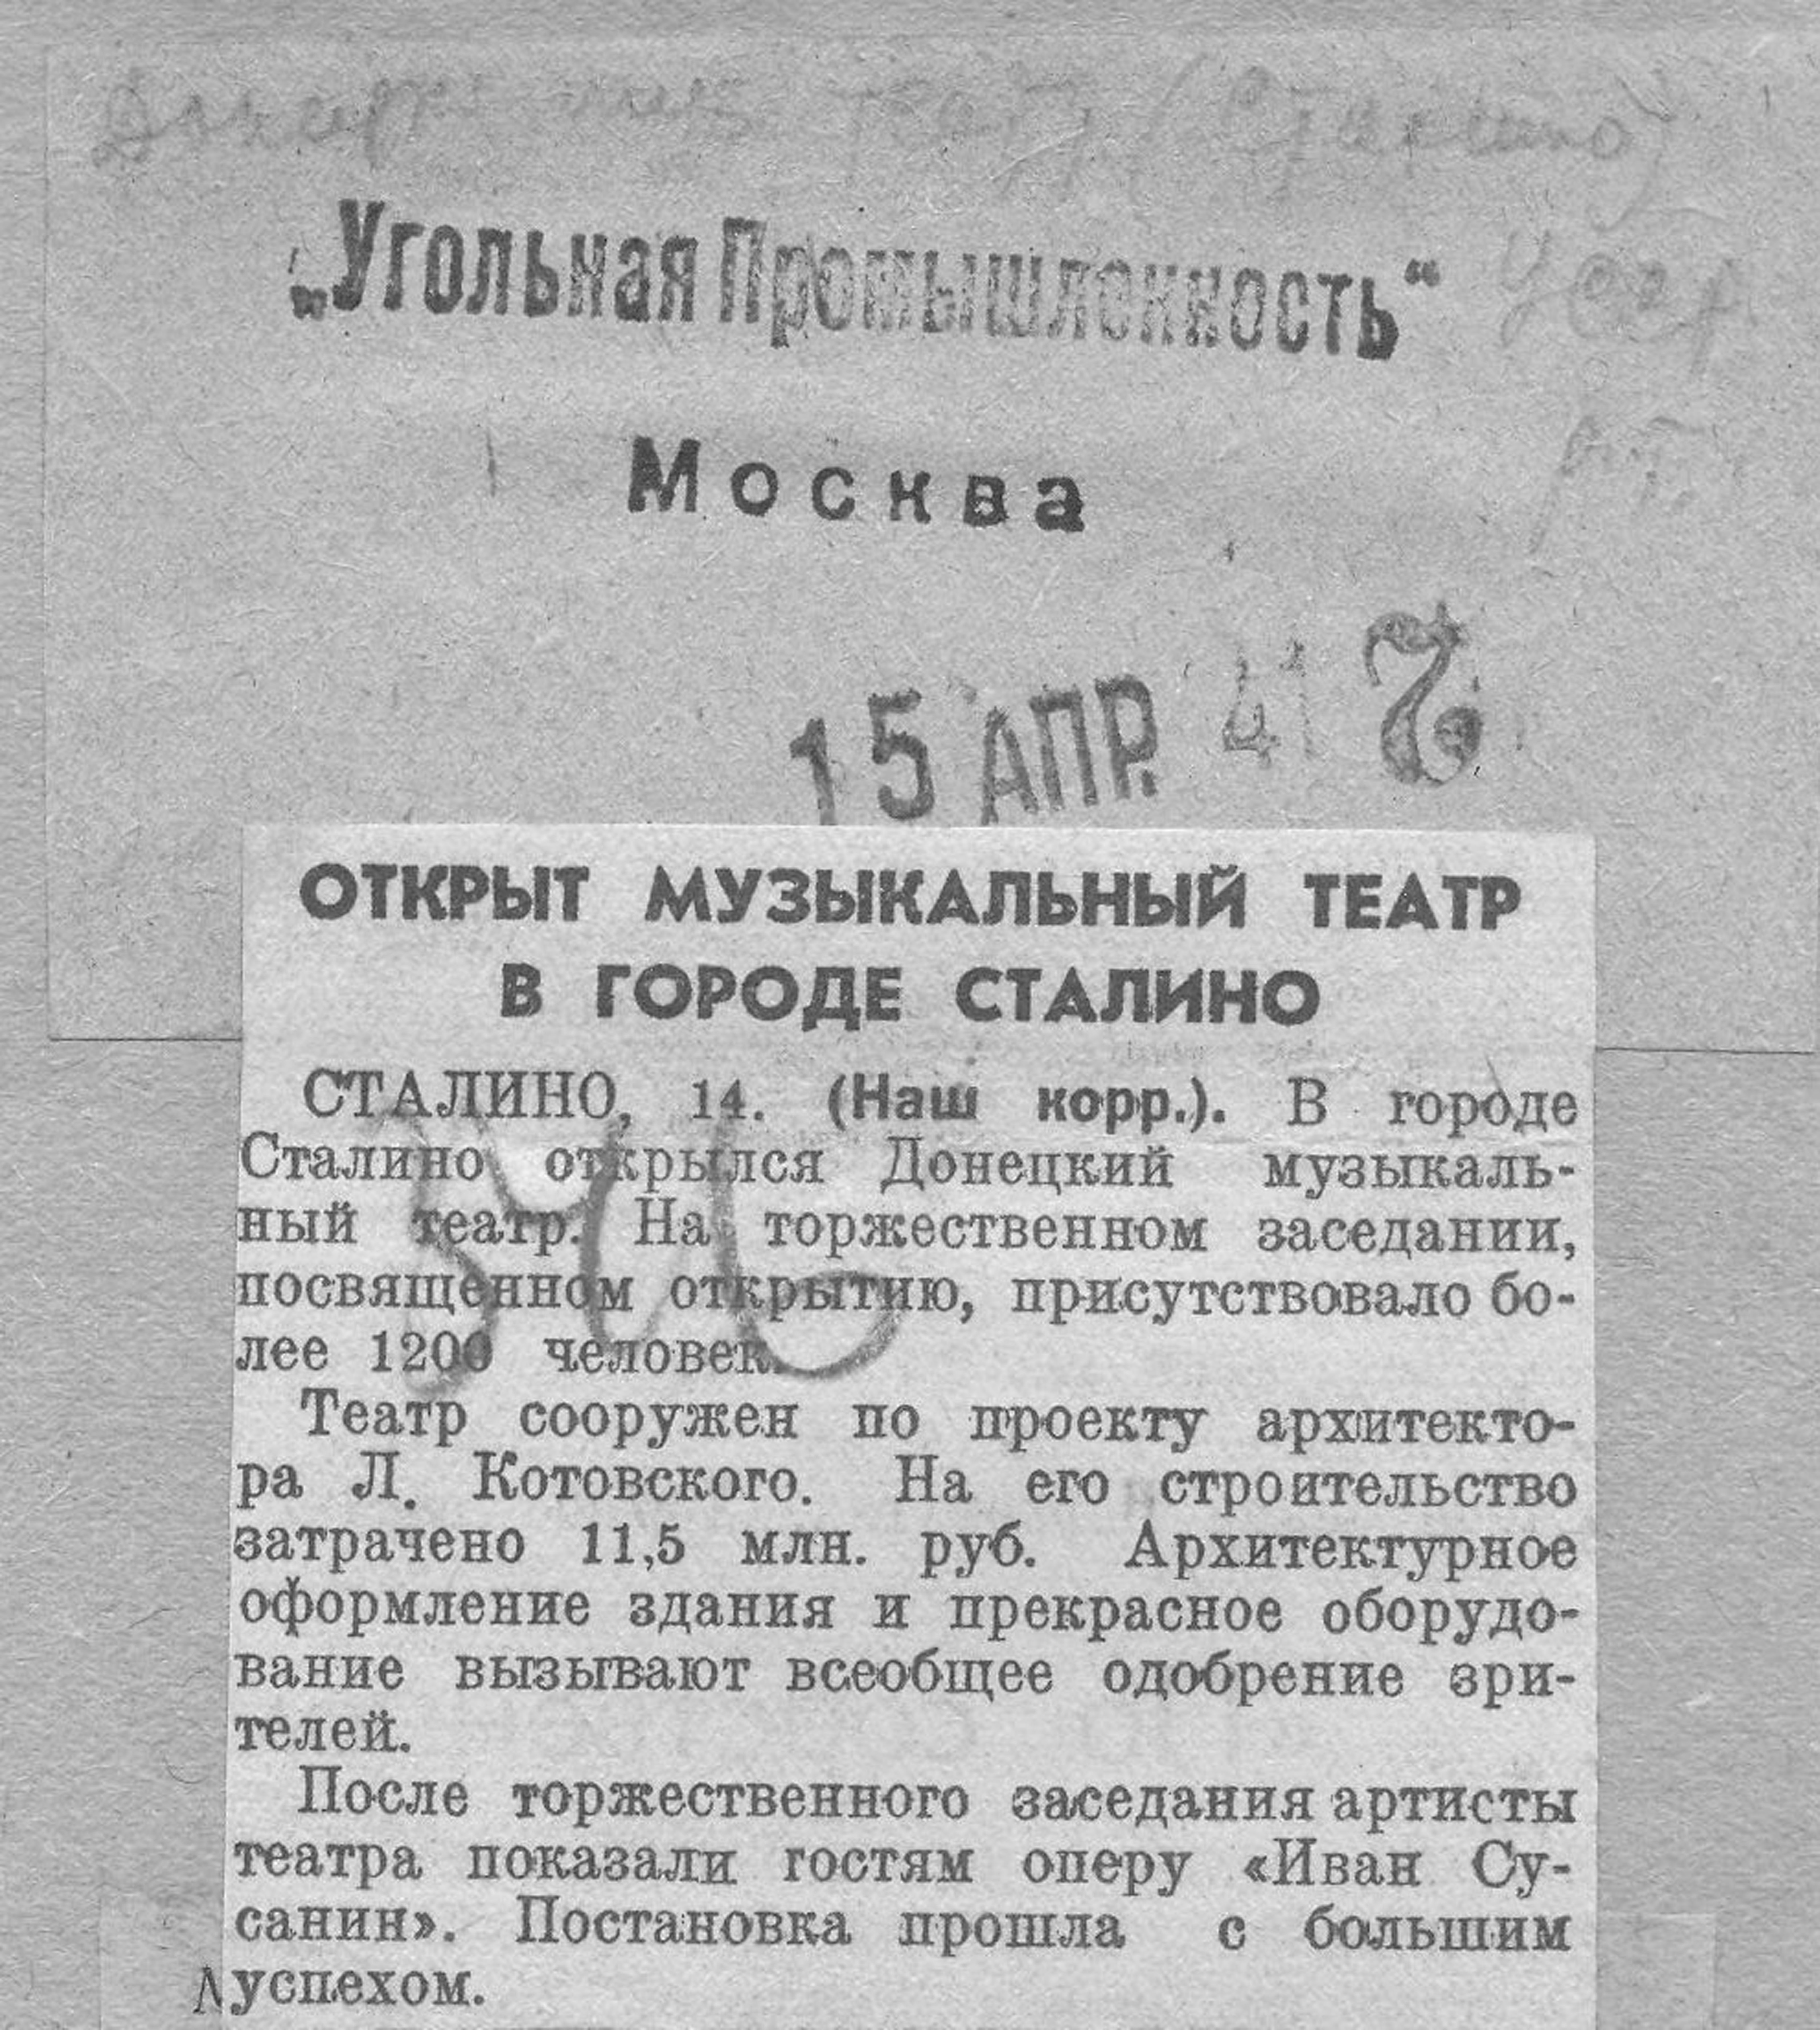 „Угольная Промышленность“
Москва
15 АПР. 41
ОТКРЫТ МУЗЫКАЛЬНЫЙ ТЕАТР
В ГОРОДЕ СТАЛИНО
СТАЛИНО, 14. (Наш корр.). В городе
Сталино открылся Донецкий музыкаль-
ный театр. На торжественном заседании,
посвященном открытию, присутствовало бо-
лее 1200 человек.
Театр сооружен по проекту архитекто-
ра Л. Котовского. На его строительство
затрачено 11,5 млн. руб. Архитектурное
оформление здания и прекрасное оборудо-
вание вызывают всеобщее одобрение зри-
телей.
После торжественного заседания артисты
театра показали гостям оперу «Иван Су-
санин». Постановка прошла с большим
успехом.